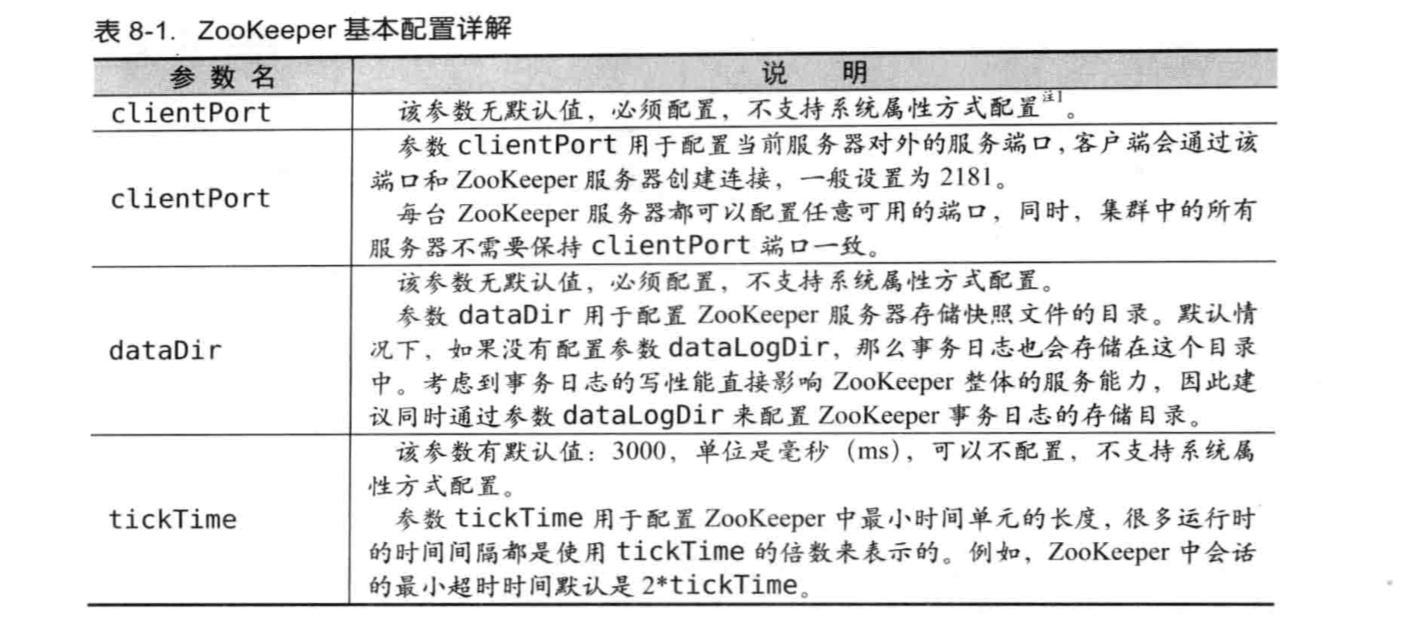 表 8-1. ZooKeeper 基本配置详解
参 数 名 说 明
clientPort 该参数无默认值，必须配置，不支持系统属性方式配置注1。
clientPort 参数 clientPort 用于配置当前服务器对外的服务端口，客户端会通过该
端口和 ZooKeeper 服务器创建连接，一般设置为 2181。
每台 ZooKeeper 服务器都可以配置任意可用的端口，同时，集群中的所有
服务器不需要保持 clientPort 端口一致。
dataDir 该参数无默认值，必须配置，不支持系统属性方式配置。
参数 dataDir 用于配置 ZooKeeper 服务器存储快照文件的目录。默认情
况下，如果没有配置参数 dataLogDir，那么事务日志也会存储在这个目录
中。考虑到事务日志的写性能直接影响 ZooKeeper 整体的服务能力，因此建
议同时通过参数 dataLogDir 来配置 ZooKeeper 事务日志的存储目录。
tickTime 该参数有默认值：3000，单位是毫秒（ms），可以不配置，不支持系统属
性方式配置。
参数 tickTime 用于配置 ZooKeeper 中最小时间单元的长度，很多运行时
的时间间隔都是使用 tickTime 的倍数来表示的。例如，ZooKeeper 中会话
的最小超时时间默认是 2*tickTime。